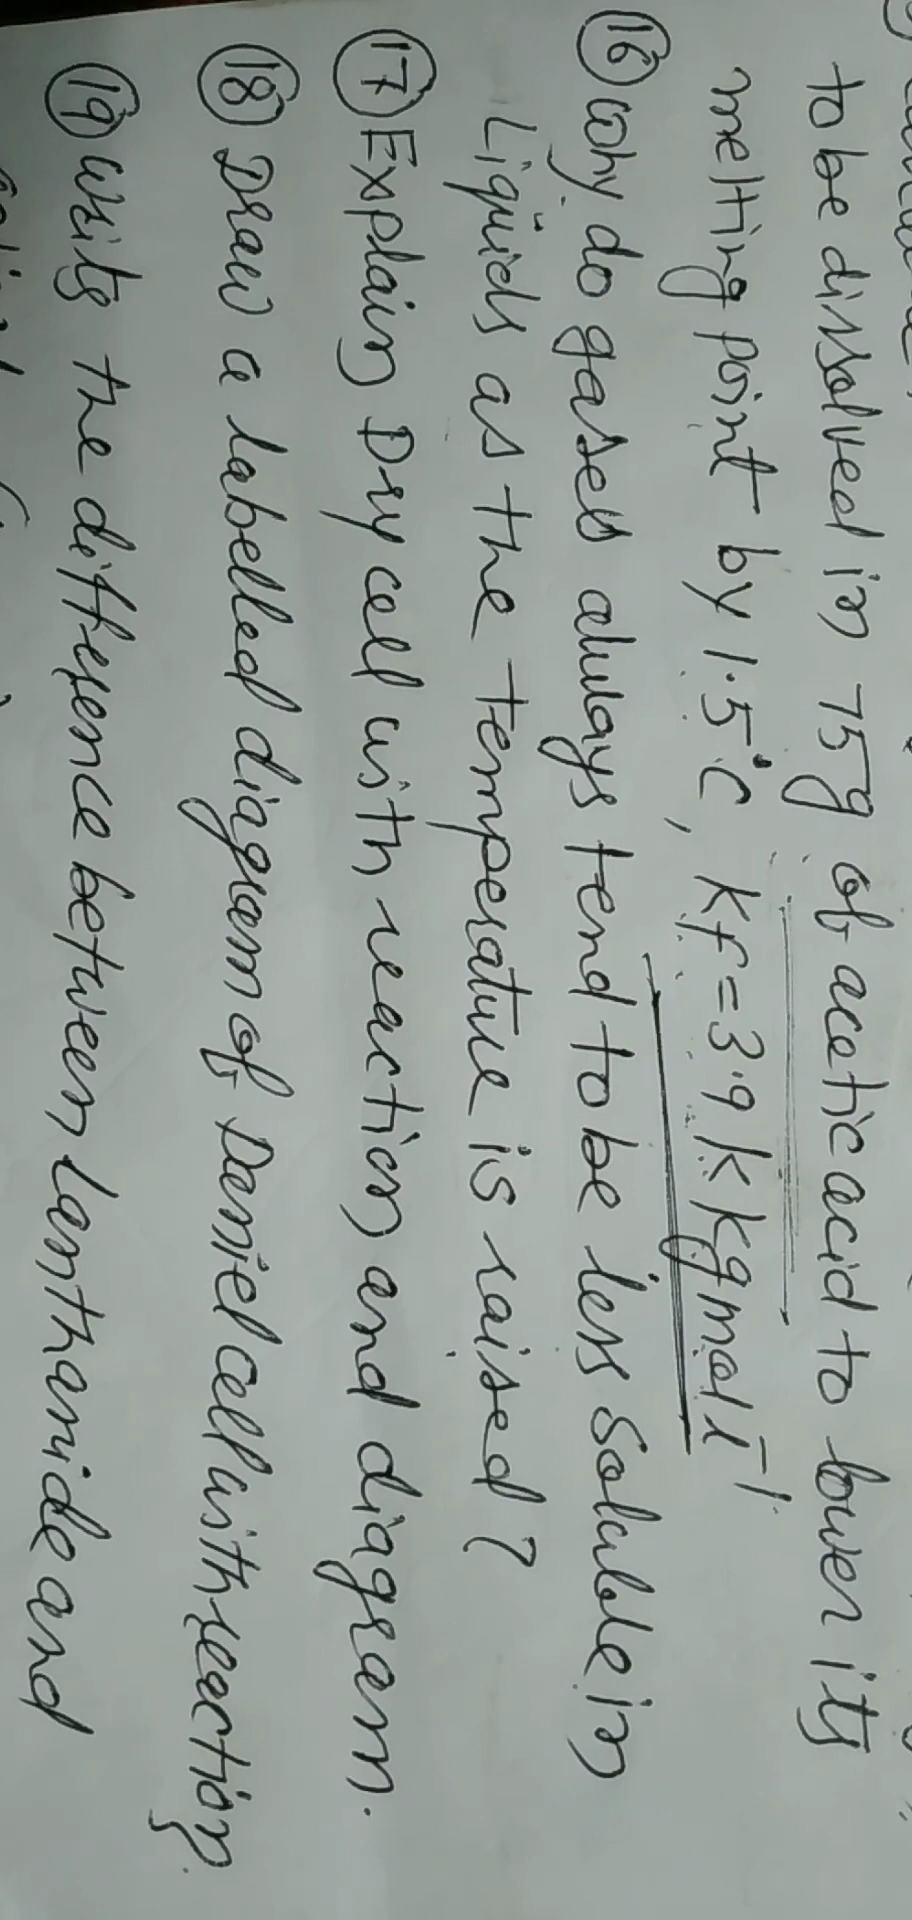 to be dissolved in 75g of acetic acid to lower its
melting point by 1.5°C, Kf = 3.9 K kg mol⁻¹
16 Why do gases always tend to be less soluble in
Liquids as the temperature is raised?
17 Explain Dry cell with reaction and diagram.
18 Draw a labelled diagram of Daniel cell with reaction.
19 write the difference between Lanthanide and